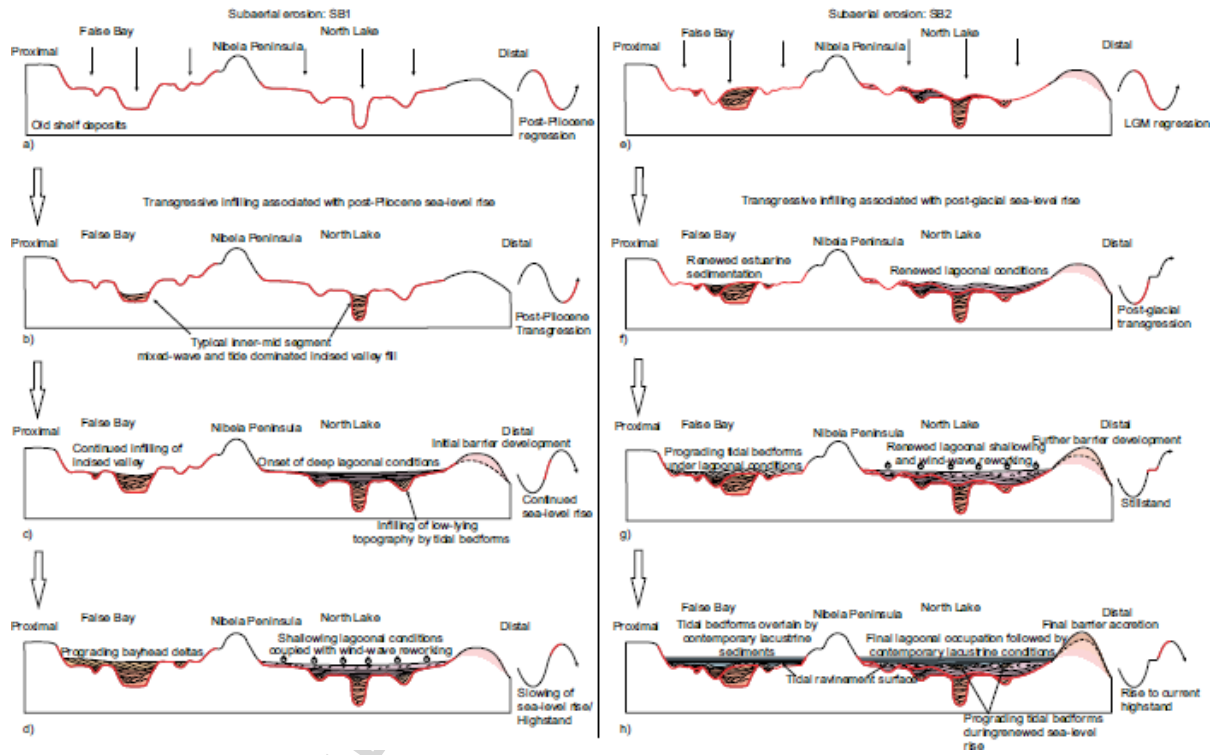 Subaerial erosion: SB1
False Bay
North Lake
Proximal
Nibela Peninsula
Distal
Old shelf deposits
Post-Pliocene
regression
a)
Transgressive infilling associated with post-Pliocene sea-level rise
Proximal
False Bay
Nibela Peninsula
North Lake
Distal
Post-Pliocene
Transgression
b)
Typical inner-mid segment
mixed-wave and tide dominated incised valley fill
False Bay
Nibela Peninsula
North Lake
Proximal
Distal
Continued infilling of
incised valley
Onset of deep lagoonal conditions
Initial barrier development
Continued
sea-level rise
Infilling of low-lying
topography by tidal bedforms
c)
False Bay
Nibela Peninsula
North Lake
Proximal
Distal
Prograding bayhead deltas
Shallowing lagoonal conditions
coupled with wind-wave reworking
Slowing of
sea-level rise/
Highstand
d)
Subaerial erosion: SB2
False Bay
North Lake
Proximal
Nibela Peninsula
Distal
LGM regression
e)
Transgressive infilling associated with post-glacial sea-level rise
Proximal
False Bay
Nibela Peninsula
North Lake
Distal
Renewed estuarine
sedimentation
Renewed lagoonal conditions
Post-glacial
transgression
f)
False Bay
Nibela Peninsula
North Lake
Proximal
Distal
Prograding tidal bedforms
under lagoonal conditions
Renewed lagoonal shallowing
and wind-wave reworking
Further barrier development
Stillstand
g)
False Bay
Nibela Peninsula
North Lake
Proximal
Distal
Tidal bedforms overlain by
contemporary lacustrine
sediments
Final lagoonal occupation followed by
contemporary lacustrine conditions
Final barrier accretion
Tidal ravinement surface
Rise to current
highstand
Prograding tidal bedforms
duringrenewed sea-level
rise
h)